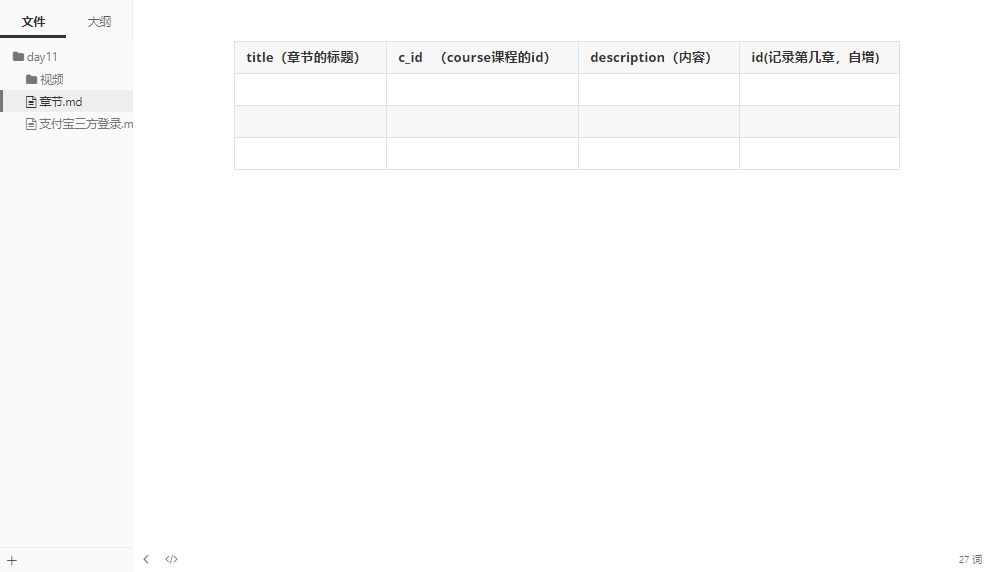 文件 大纲
day11
视频
章节.md
支付宝三方登录.m
title（章节的标题） c_id （course课程的id） description（内容） id(记录第几章，自增)
27 词